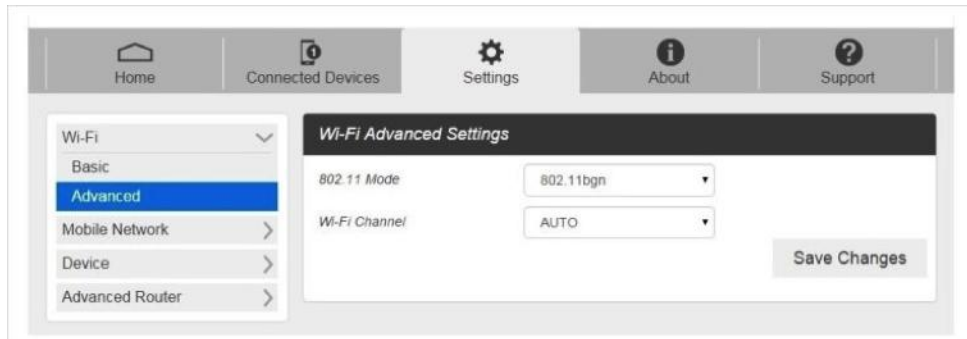 1
Home
Connected Devices
Settings
About
Support
Wi-Fi
Basic
Advanced
Mobile Network
Device
Advanced Router
Wi-Fi Advanced Settings
802.11 Mode
802.11bgn
Wi-Fi Channel
AUTO
Save Changes